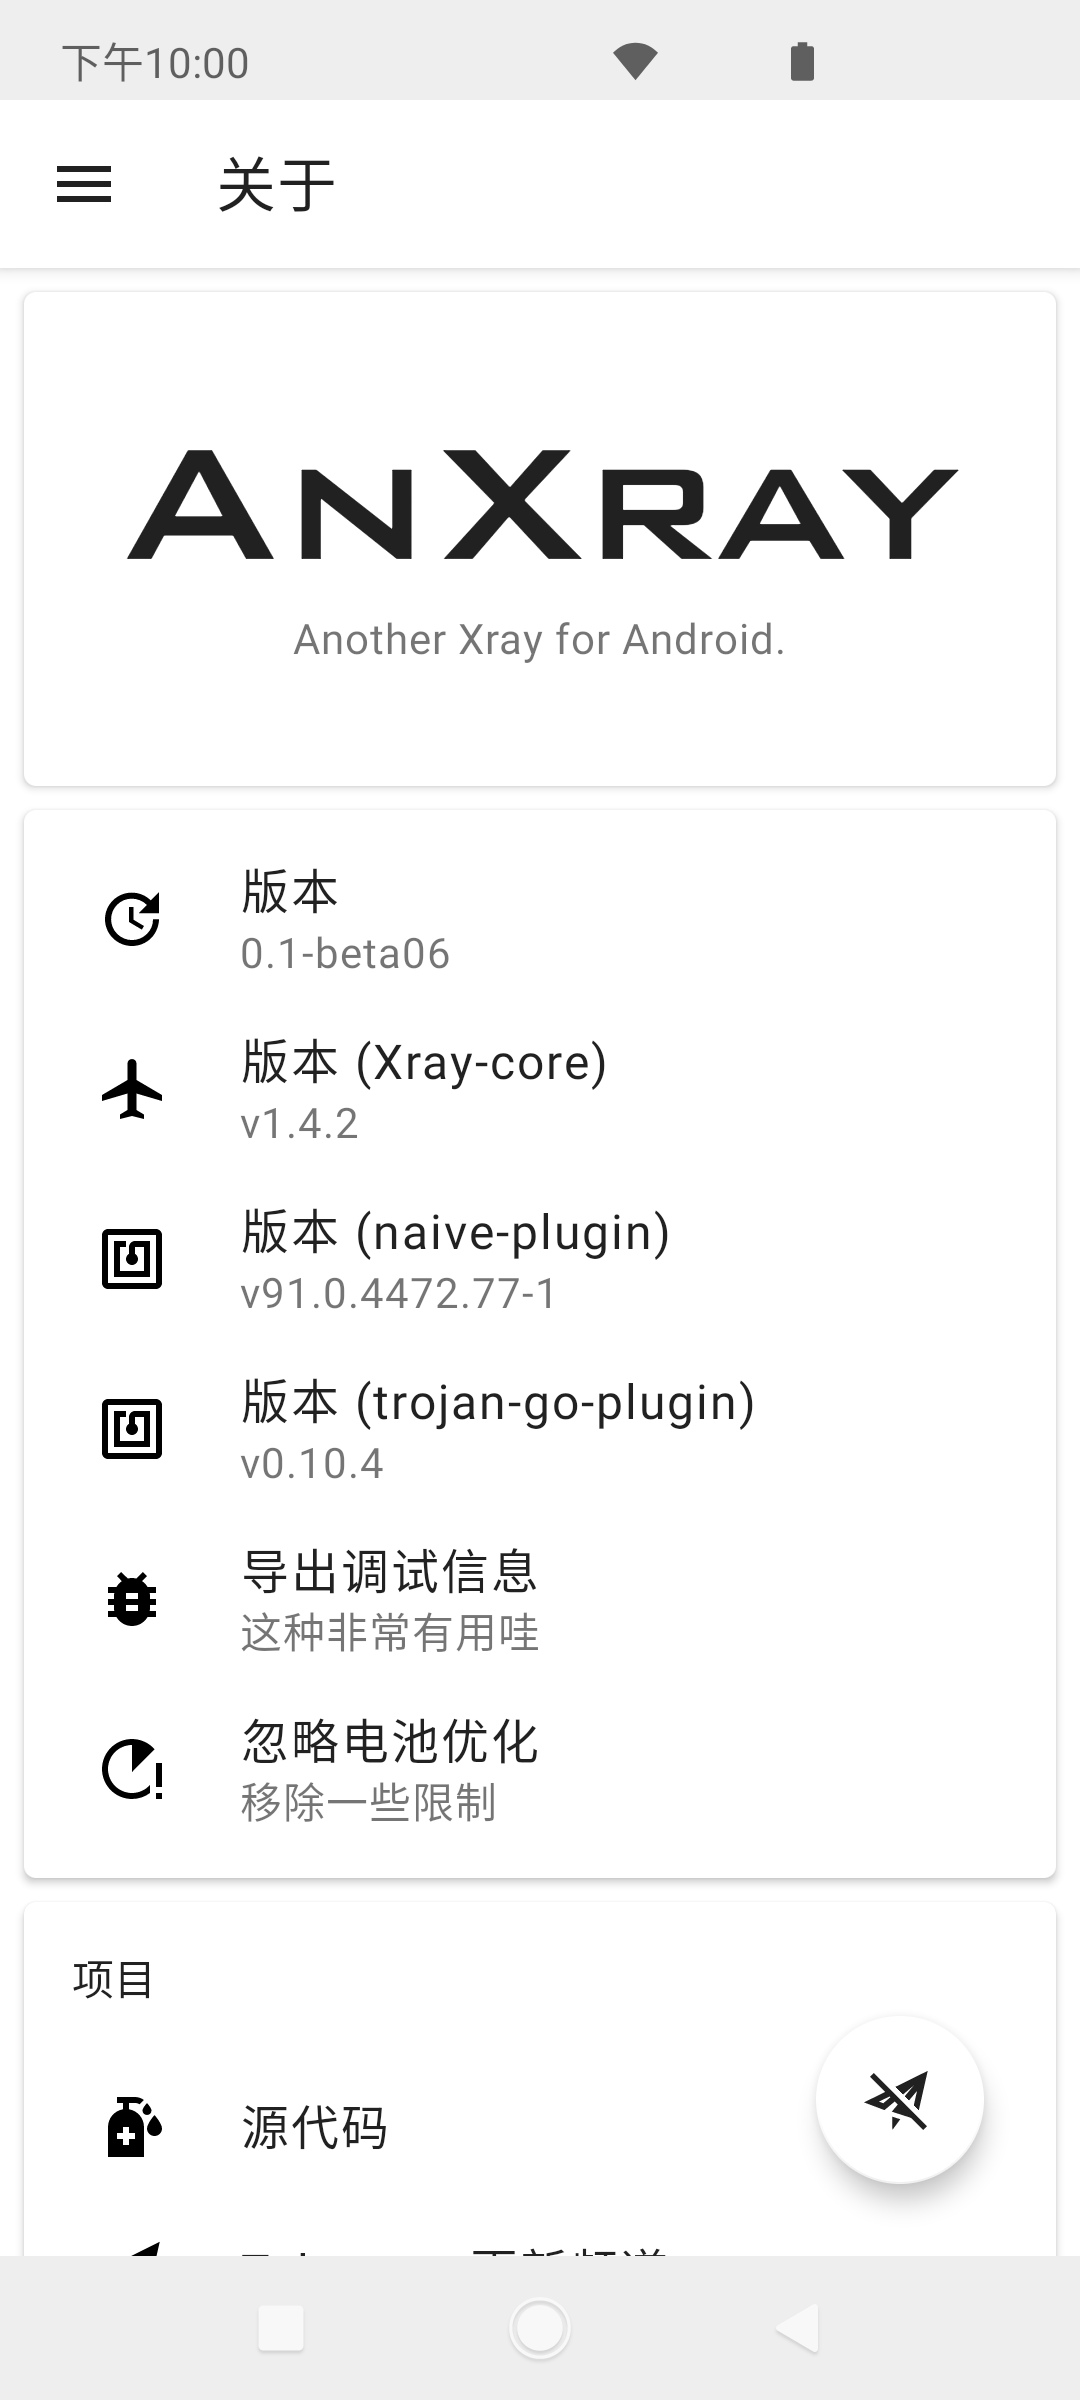 下午10:00
关于
ANXRAY
Another Xray for Android.
版本
0.1-beta06
版本 (Xray-core)
v1.4.2
版本 (naive-plugin)
v91.0.4472.77-1
版本 (trojan-go-plugin)
v0.10.4
导出调试信息
这种非常有用哇
忽略电池优化
移除一些限制
项目
源代码